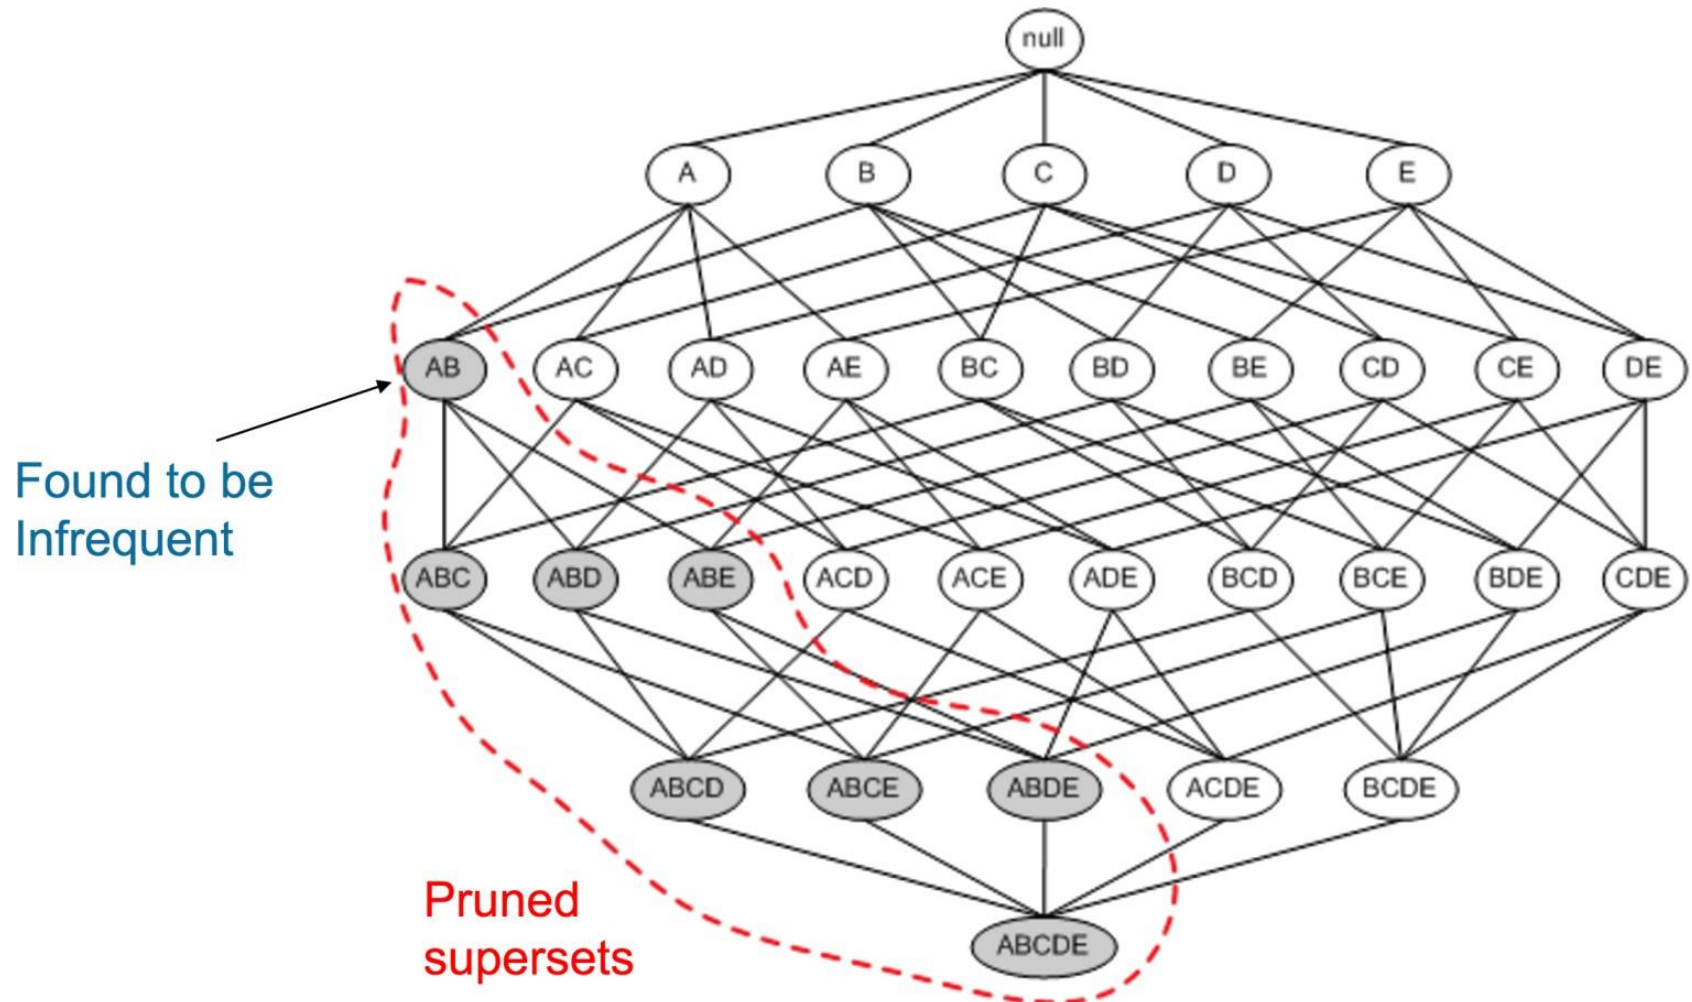 null
A B C D E
AB AC AD AE BC BD BE CD CE DE
Found to be
Infrequent
ABC ABD ABE ACD ACE ADE BCD BCE BDE CDE
ABCD ABCE ABDE ACDE BCDE
Pruned
supersets
ABCDE